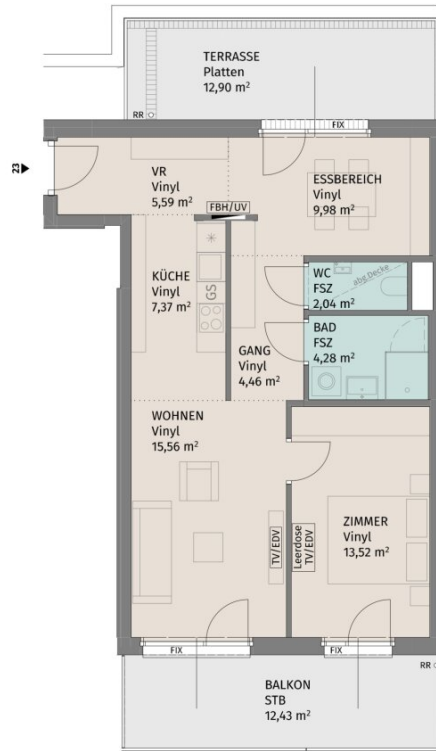 TERRASSE
Platten
12,90 m²
RR
FIX
23
VR
Vinyl
5,59 m²
ESSBEREICH
Vinyl
9,98 m²
FBH/UV
KÜCHE
Vinyl
7,37 m²
GS
WC
FSZ
2,04 m²
abg.Decke
BAD
FSZ
4,28 m²
GANG
Vinyl
4,46 m²
WOHNEN
Vinyl
15,56 m²
TV/EDV
Leerdose
TV/EDV
ZIMMER
Vinyl
13,52 m²
FIX
FIX
RR
BALKON
STB
12,43 m²